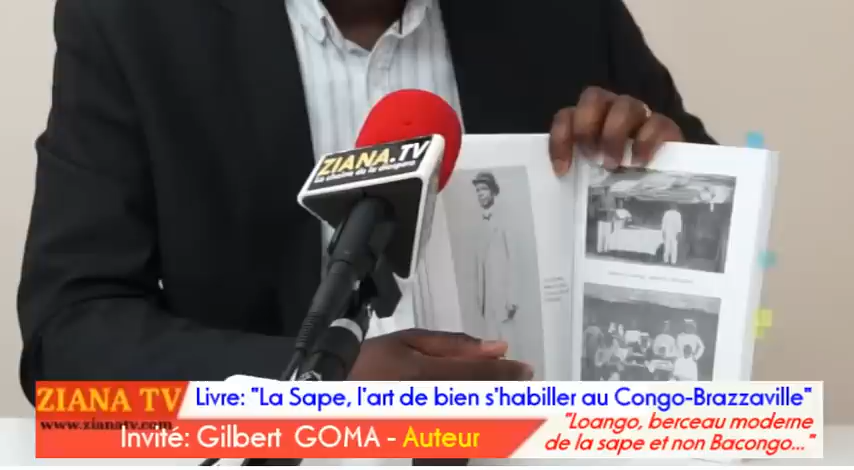 ZIANA.TV
La chaine de la diaspora
ZIANA TV
www.zianatv.com
Livre: "La Sape, l'art de bien s'habiller au Congo-Brazzaville"
Invité: Gilbert GOMA - Auteur
"Loango, berceau moderne
de la sape et non Bacongo..."